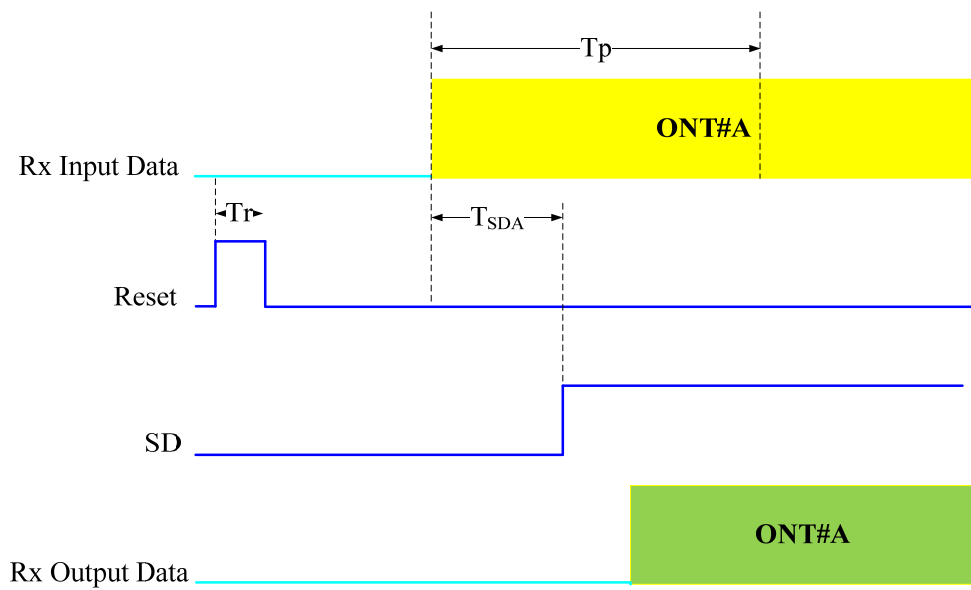 Tp
ONT#A
Rx Input Data
Tr
TSDA
Reset
SD
ONT#A
Rx Output Data